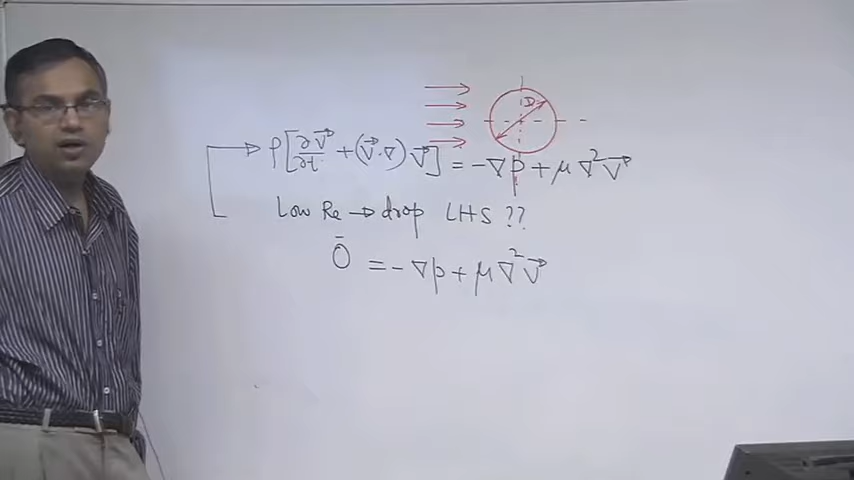 D
ρ[∂v⃗/∂t + (v⃗·∇)v⃗] = -∇p + μ∇²v⃗
Low Re → drop LHS ??
0̄ = -∇p + μ∇²v⃗